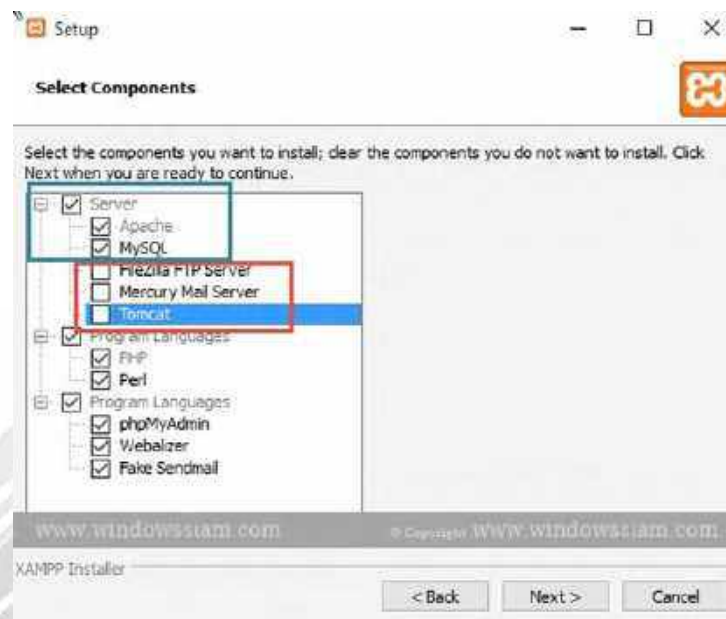 Setup
Select Components
Select the components you want to install; clear the components you do not want to install. Click
Next when you are ready to continue.
Server
Apache
MySQL
FileZilla FTP Server
Mercury Mail Server
Tomcat
Program Languages
PHP
Perl
Program Languages
phpMyAdmin
Webalizer
Fake Sendmail
www.windowssiam.com © Copyright www.windowssiam.com
XAMPP Installer
< Back Next > Cancel